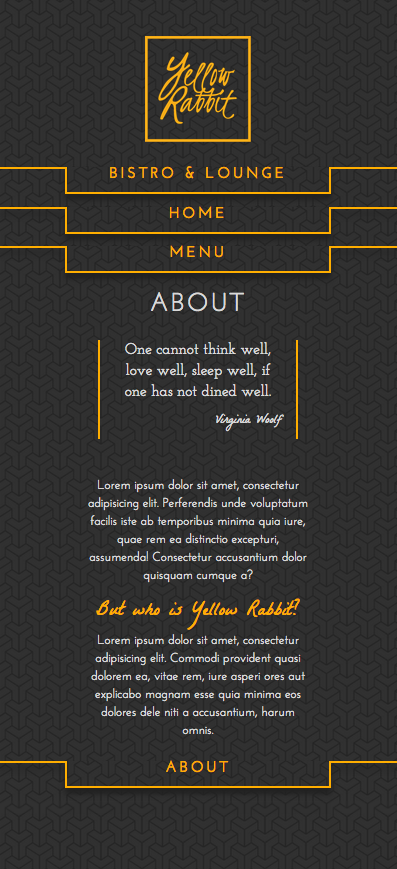 Yellow
Rabbit
BISTRO & LOUNGE
HOME
MENU
ABOUT
One cannot think well,
love well, sleep well, if
one has not dined well.
Virginia Woolf
Lorem ipsum dolor sit amet, consectetur
adipisicing elit. Perferendis unde voluptatum
facilis iste ab temporibus minima quia iure,
quae rem ea distinctio excepturi,
assumendal Consectetur accusantium dolor
quisquam cumque a?
But who is Yellow Rabbit?
Lorem ipsum dolor sit amet, consectetur
adipisicing elit. Commodi provident quasi
dolorem ea, vitae rem, iure asperi ores aut
explicabo magnam esse quia minima eos
dolores dele niti a accusantium, harum
omnis.
ABOUT